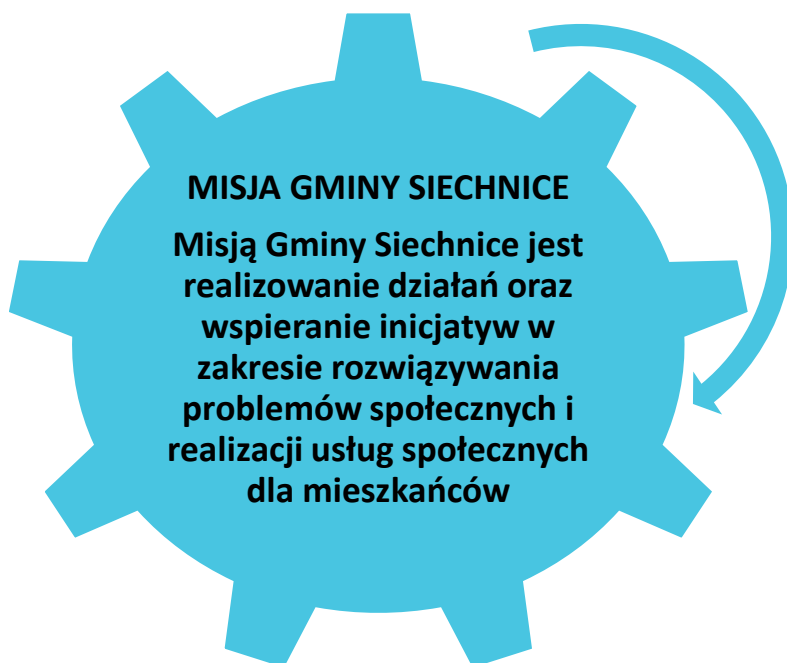 MISJA GMINY SIECHNICE
Misją Gminy Siechnice jest
realizowanie działań oraz
wspieranie inicjatyw w
zakresie rozwiązywania
problemów społecznych i
realizacji usług społecznych
dla mieszkańców